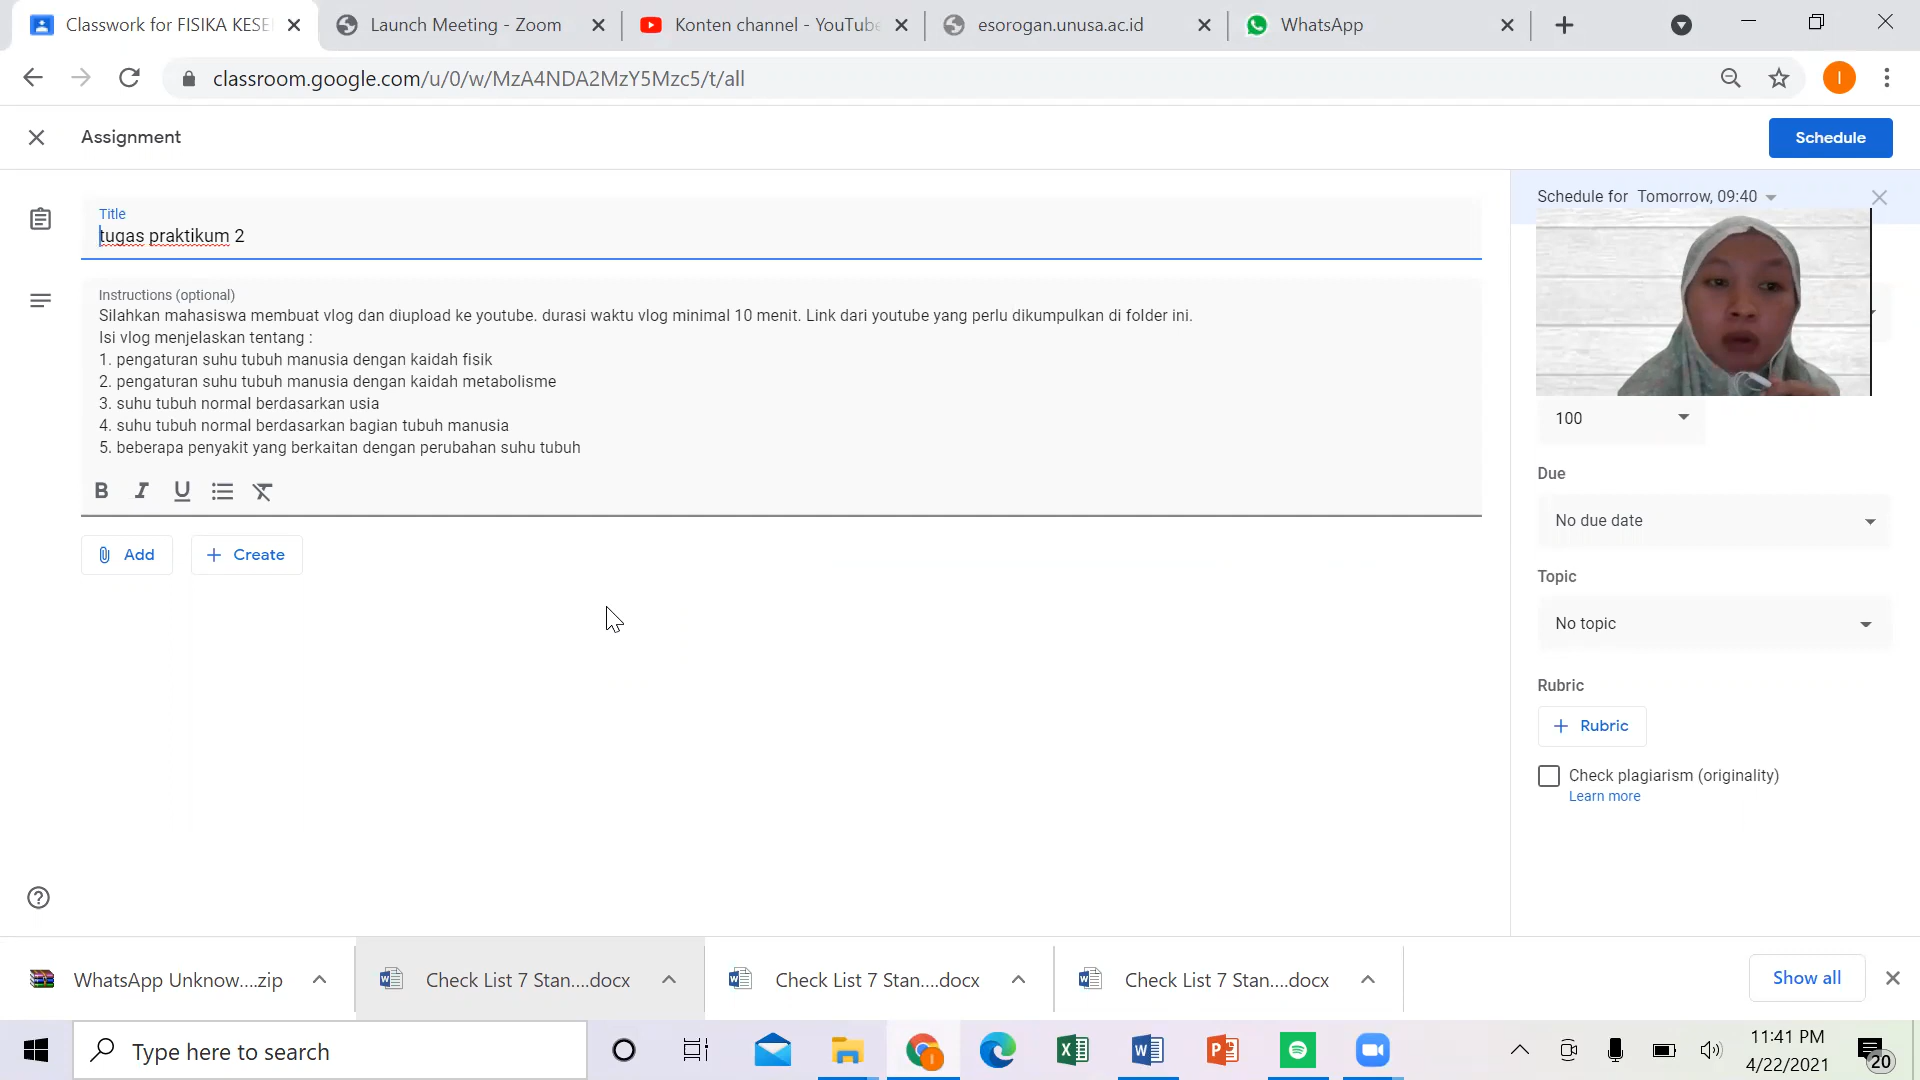 Classwork for FISIKA KESE
Launch Meeting - Zoom
Konten channel - YouTube
esorogan.unusa.ac.id
WhatsApp
classroom.google.com/u/0/w/MzA4NDA2MzY5Mzc5/t/all
I
Assignment
Schedule
Title
tugas praktikum 2
Schedule for Tomorrow, 09:40
Instructions (optional)
Silahkan mahasiswa membuat vlog dan diupload ke youtube. durasi waktu vlog minimal 10 menit. Link dari youtube yang perlu dikumpulkan di folder ini.
Isi vlog menjelaskan tentang :
1. pengaturan suhu tubuh manusia dengan kaidah fisik
2. pengaturan suhu tubuh manusia dengan kaidah metabolisme
3. suhu tubuh normal berdasarkan usia
4. suhu tubuh normal berdasarkan bagian tubuh manusia
5. beberapa penyakit yang berkaitan dengan perubahan suhu tubuh
B I U
Add
Create
100
Due
No due date
Topic
No topic
Rubric
Rubric
Check plagiarism (originality)
Learn more
WhatsApp Unknow....zip
Check List 7 Stan....docx
Check List 7 Stan....docx
Check List 7 Stan....docx
Show all
Type here to search
11:41 PM
4/22/2021
20